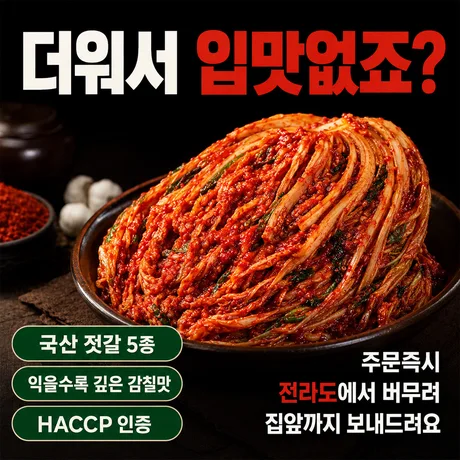 더워서 입맛없죠?
국산 젓갈 5종
익을수록 깊은 감칠맛
HACCP 인증
주문즉시
전라도에서 버무려
집앞까지 보내드려요